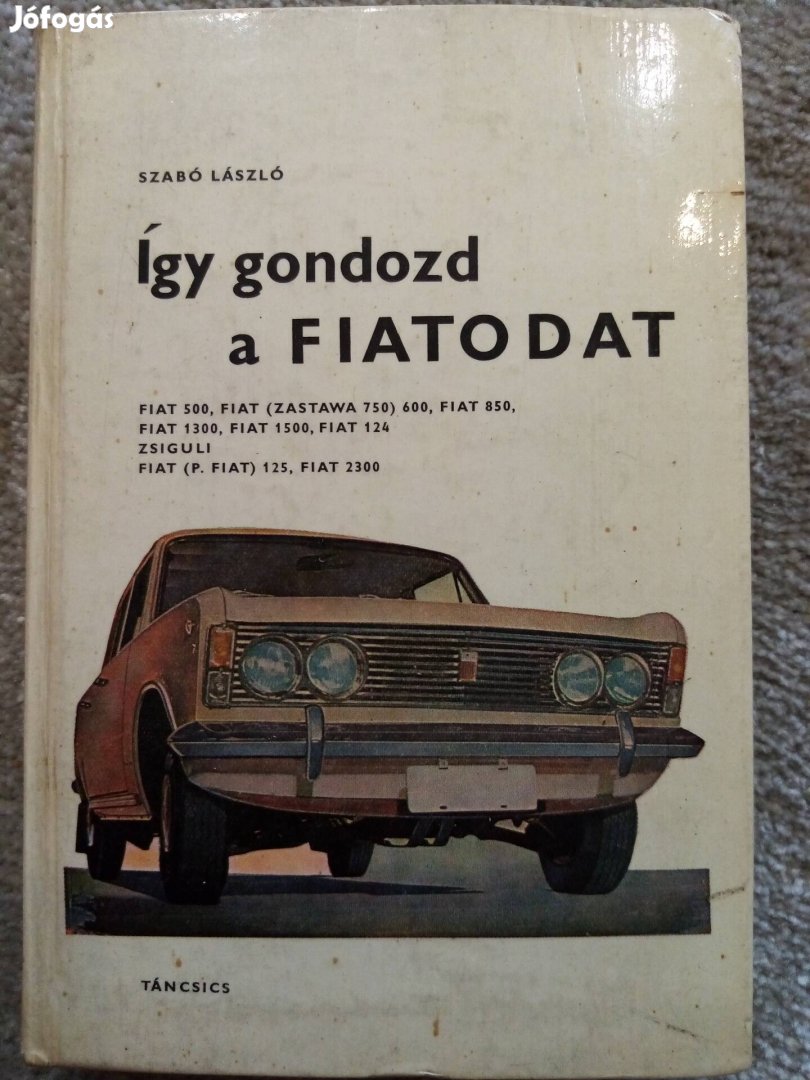 Jófogás
SZABÓ LÁSZLÓ
Így gondozd
a FIATODAT
FIAT 500, FIAT (ZASTAWA 750) 600, FIAT 850,
FIAT 1300, FIAT 1500, FIAT 124
ZSIGULI
FIAT (P. FIAT) 125, FIAT 2300
TÁNCSICS